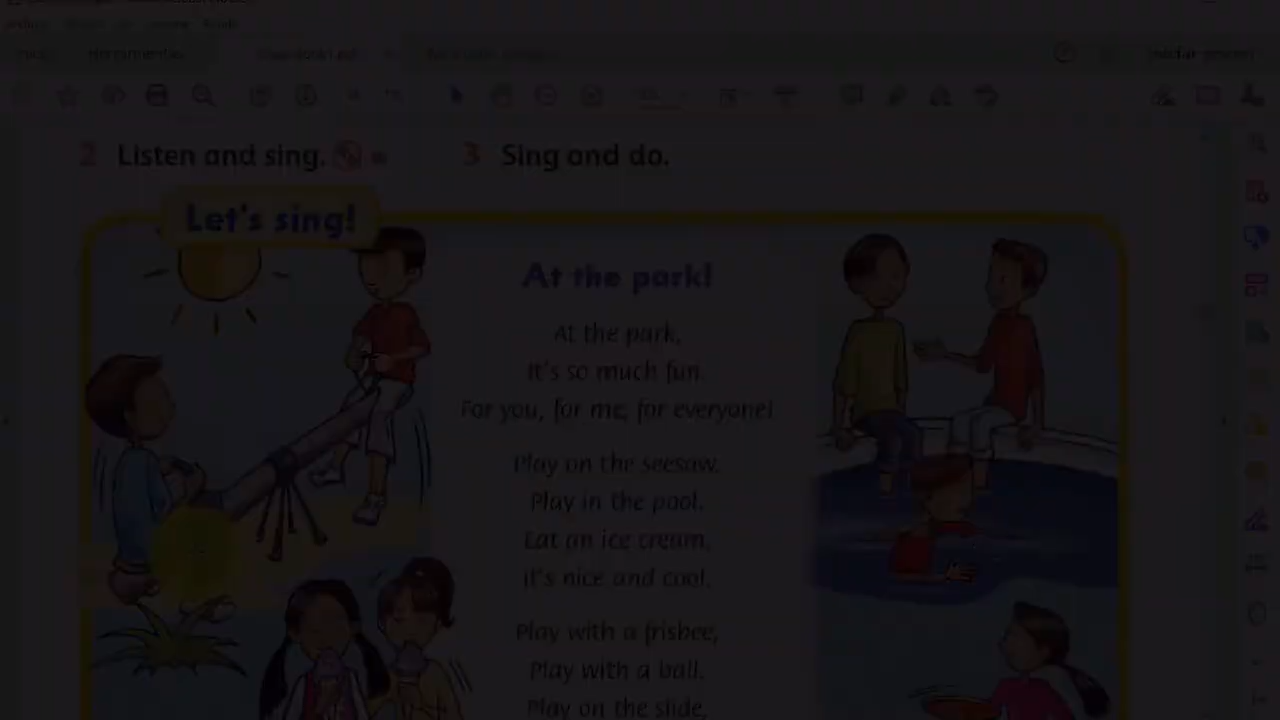 2 Listen and sing.
3 Sing and do.
Let's sing!
At the park!
At the park,
It's so much fun.
For you, for me, for everyone!
Play on the seesaw.
Play in the pool.
Eat an ice cream,
It's nice and cool.
Play with a frisbee,
Play with a ball.
Play on the slide,